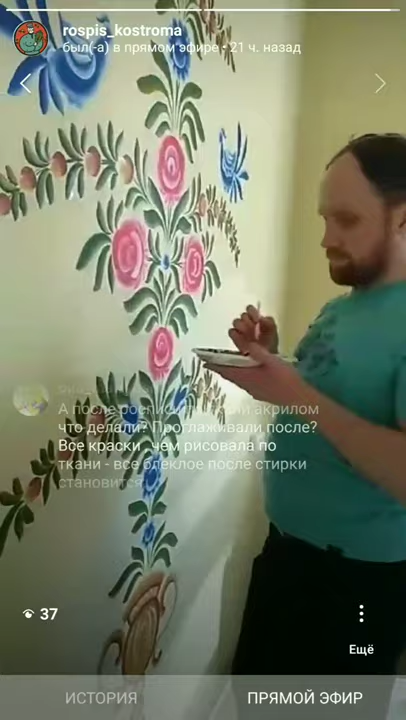 rospis_kostroma
был(-а) в прямом эфире • 21 ч. назад
А после росписи ткани акрилом
что делали? Проглаживали после?
Все краски, чем рисовала по
ткани - все блеклое после стирки
становится
37
Ещё
ИСТОРИЯ
ПРЯМОЙ ЭФИР